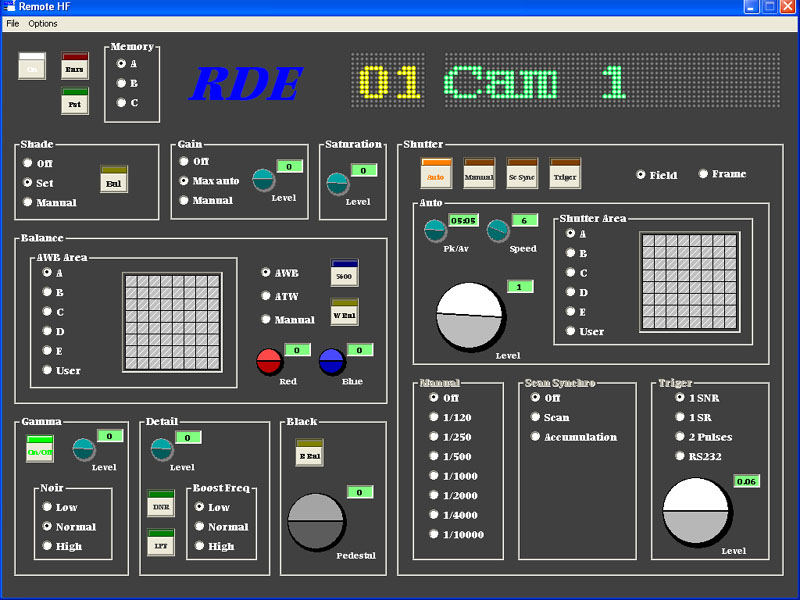 Remote HF
File Options
On
Bars
Pst
Memory
A
B
C
RDE
01 Cam 1
Shade
Off
Set
Manual
Gain
Off
Max auto
Manual
0
Level
Saturation
0
Level
Shutter
Auto
Manual
Sc Sync
Triger
Field
Frame
Auto
05:05
Pk/Av
6
Speed
1
Level
Shutter Area
A
B
C
D
E
User
Balance
AWB Area
A
B
C
D
E
User
AWB
ATW
Manual
5400
W Bal
0
Red
0
Blue
Manual
Off
1/120
1/250
1/500
1/1000
1/2000
1/4000
1/10000
Scan Synchro
Off
Scan
Accumulation
Triger
1 SNR
1 SR
2 Pulses
RS232
0.06
Level
Gamma
On/Off
0
Level
Noir
Low
Normal
High
Detail
0
Level
DNR
LPT
Boost Freq
Low
Normal
High
Black
B Bal
0
Pedestal